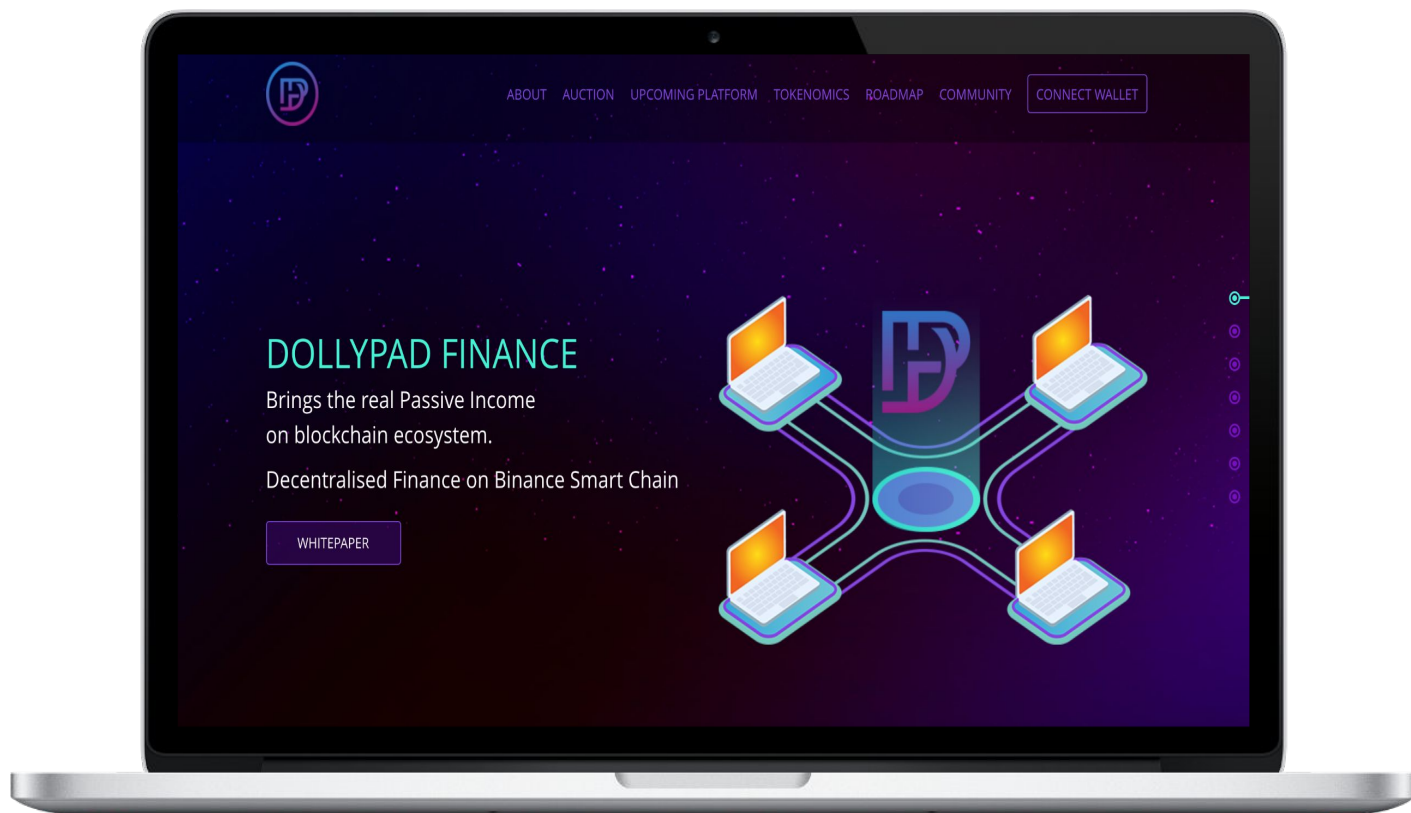 ABOUT AUCTION UPCOMING PLATFORM TOKENOMICS ROADMAP COMMUNITY CONNECT WALLET
DOLLYPAD FINANCE
Brings the real Passive Income
on blockchain ecosystem.
Decentralised Finance on Binance Smart Chain
WHITEPAPER